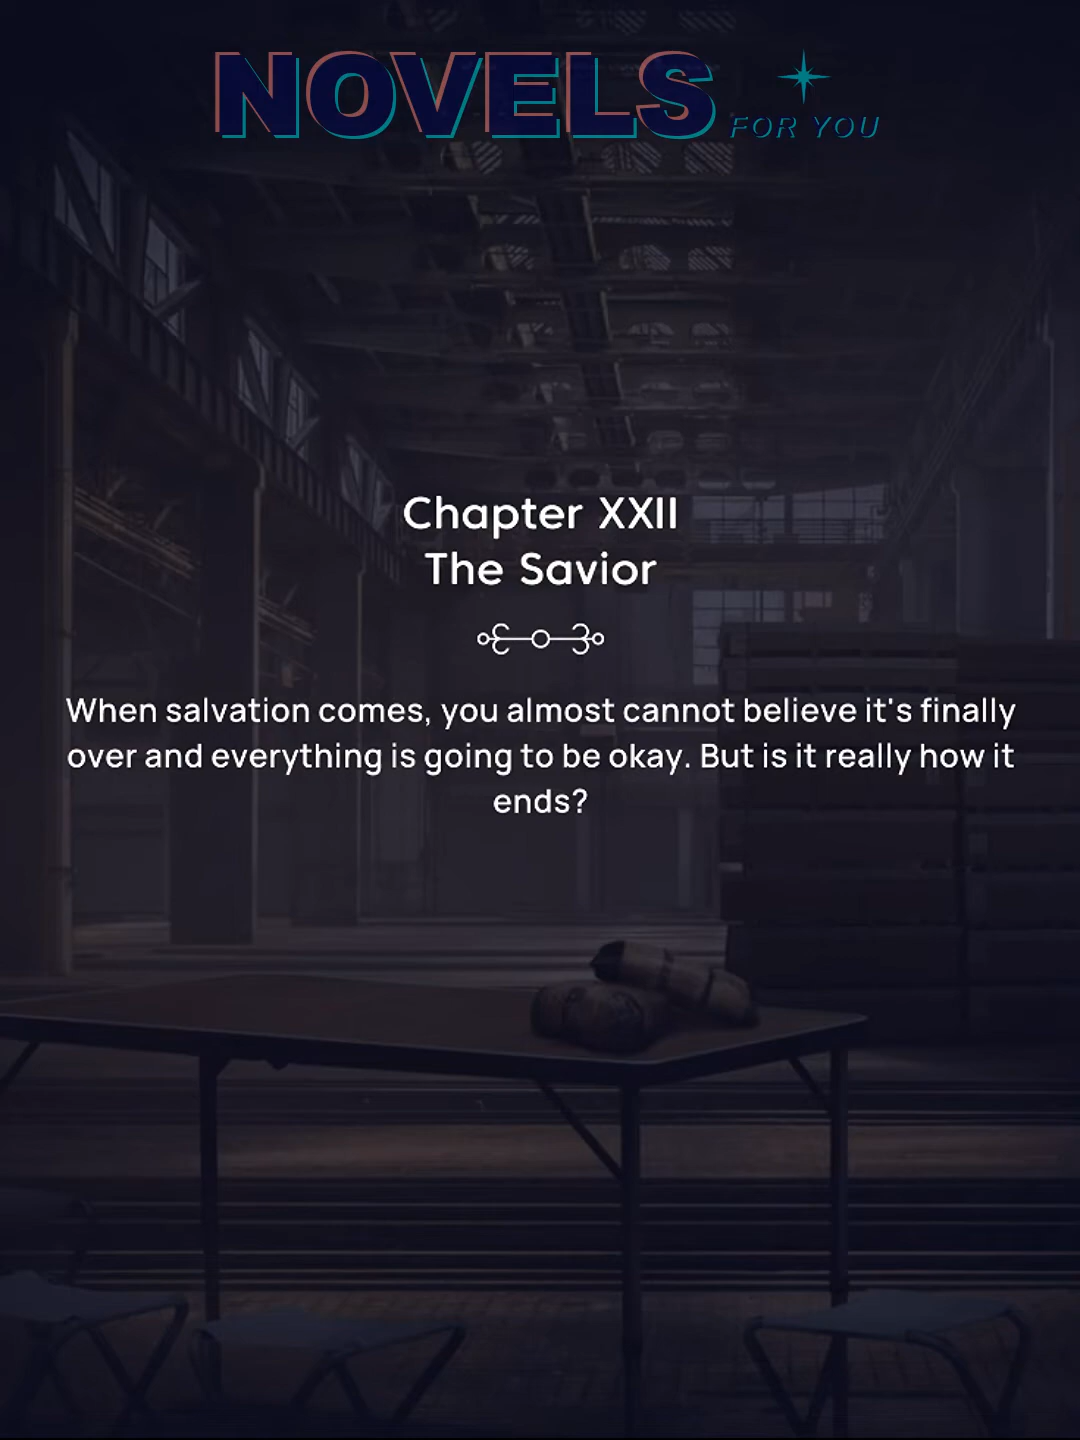 NOVELS
FOR YOU
Chapter XXII
The Savior
When salvation comes, you almost cannot believe it's finally
over and everything is going to be okay. But is it really how it
ends?